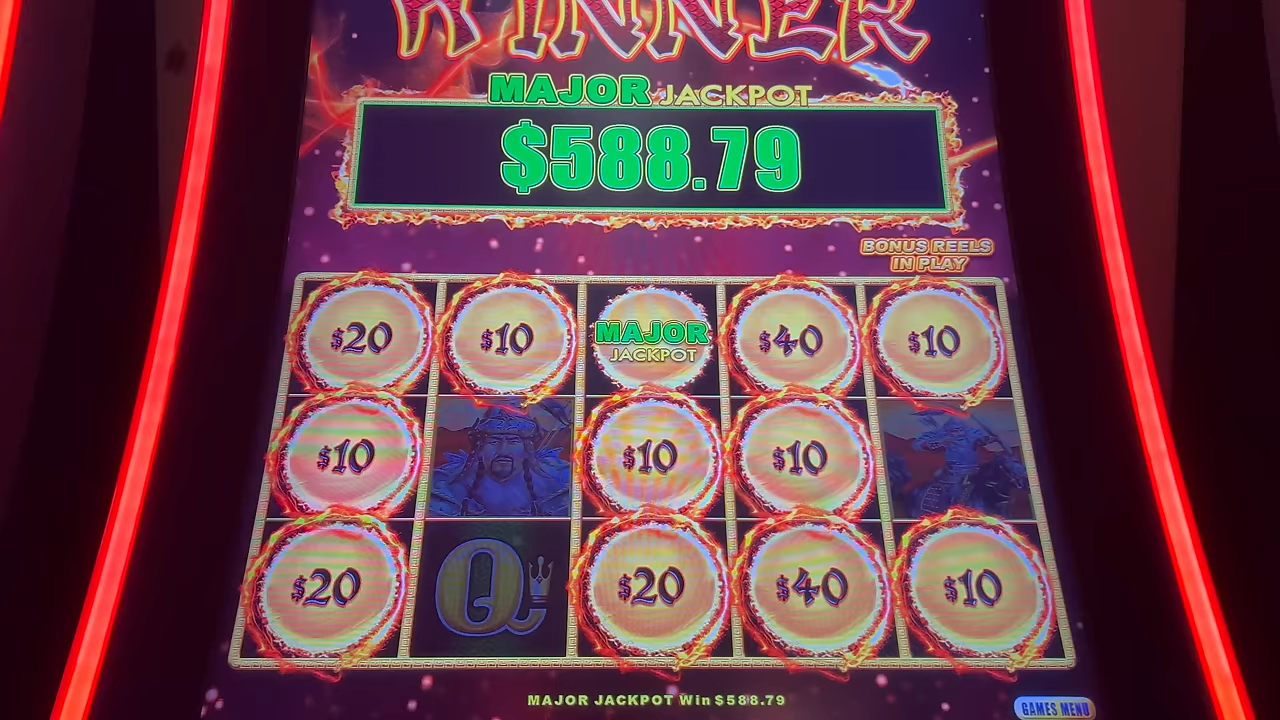 WINNER
MAJOR JACKPOT
$588.79
BONUS REELS
IN PLAY
$20 $10 MAJOR JACKPOT $40 $10
$10 $10 $10
$20 Q $20 $40 $10
MAJOR JACKPOT Win $588.79
GAMES MENU